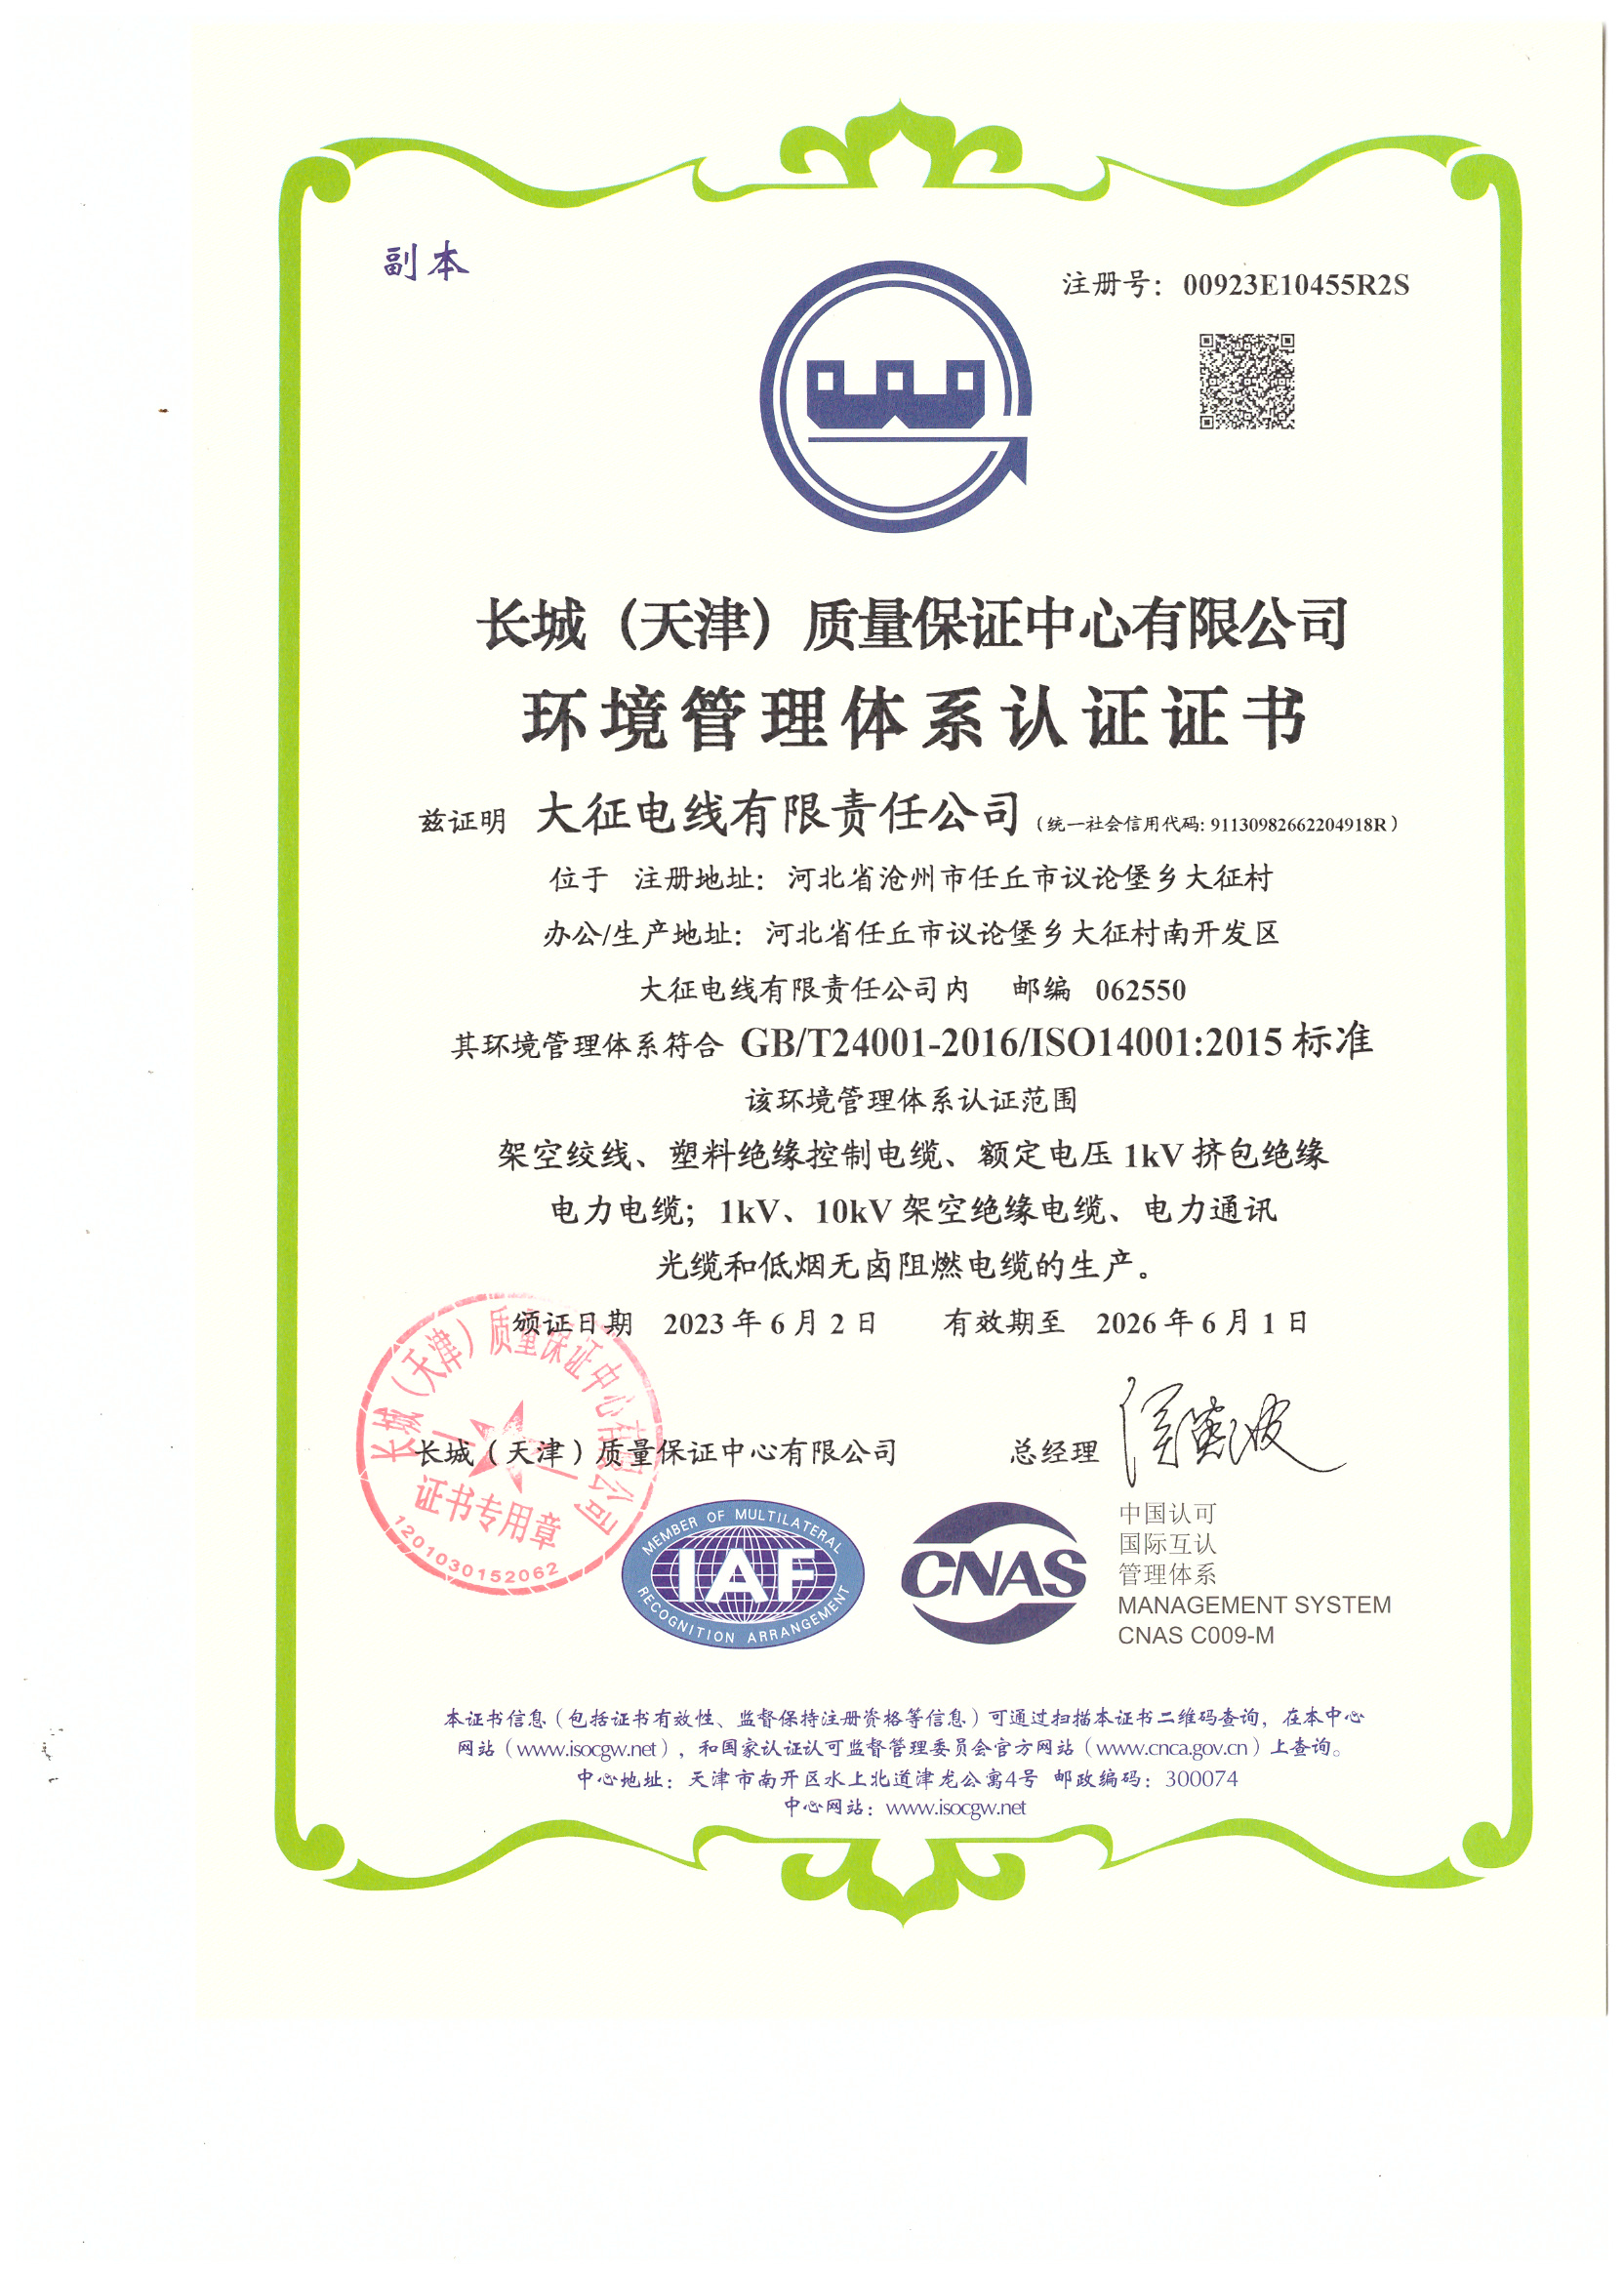 副本
注册号：00923E10455R2S
长城（天津）质量保证中心有限公司
环境管理体系认证证书
兹证明 大征电线有限责任公司（统一社会信用代码: 91130982662204918R）
位于 注册地址：河北省沧州市任丘市议论堡乡大征村
办公/生产地址：河北省任丘市议论堡乡大征村南开发区
大征电线有限责任公司内 邮编 062550
其环境管理体系符合 GB/T24001-2016/ISO14001:2015 标准
该环境管理体系认证范围
架空绞线、塑料绝缘控制电缆、额定电压 1kV 挤包绝缘
电力电缆；1kV、10kV 架空绝缘电缆、电力通讯
光缆和低烟无卤阻燃电缆的生产。
颁证日期 2023 年 6 月 2 日 有效期至 2026 年 6 月 1 日
长城（天津）质量保证中心有限公司
证书专用章
1201030152062
长城（天津）质量保证中心有限公司 总经理
MEMBER OF MULTILATERAL
IAF
RECOGNITION ARRANGEMENT
CNAS
中国认可
国际互认
管理体系
MANAGEMENT SYSTEM
CNAS C009-M
本证书信息（包括证书有效性、监督保持注册资格等信息）可通过扫描本证书二维码查询，在本中心
网站（www.isocgw.net），和国家认证认可监督管理委员会官方网站（www.cnca.gov.cn）上查询。
中心地址：天津市南开区水上北道津龙公寓4号 邮政编码：300074
中心网站：www.isocgw.net